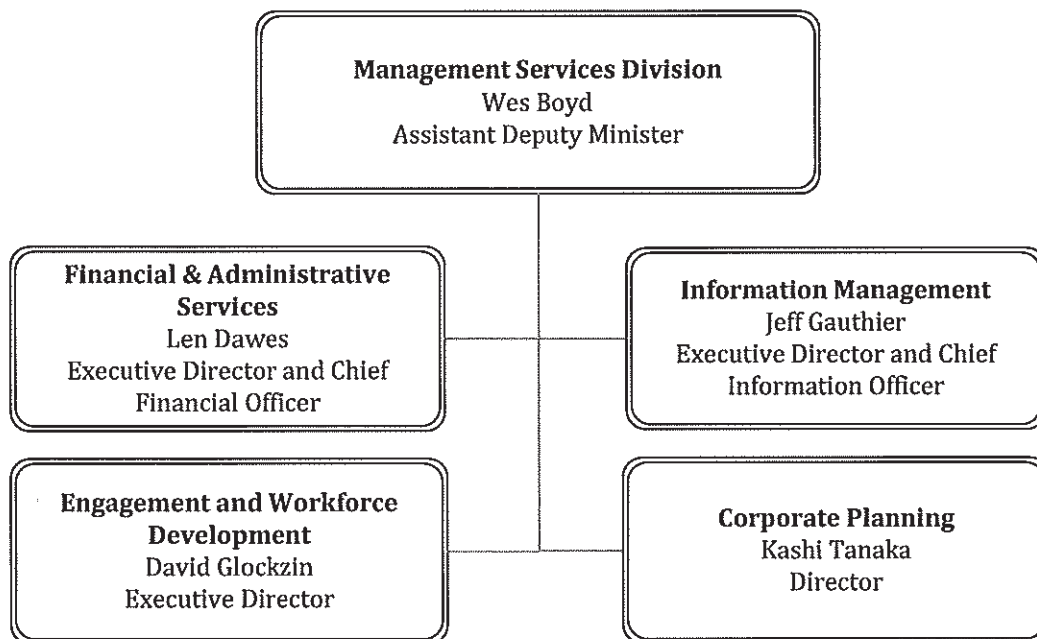 Management Services Division
Wes Boyd
Assistant Deputy Minister
Financial & Administrative
Services
Len Dawes
Executive Director and Chief
Financial Officer
Information Management
Jeff Gauthier
Executive Director and Chief
Information Officer
Engagement and Workforce
Development
David Glockzin
Executive Director
Corporate Planning
Kashi Tanaka
Director